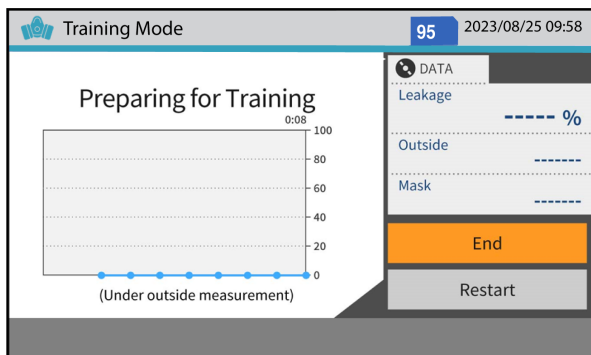 Training Mode
95
2023/08/25 09:58
Preparing for Training
0:08
100
80
60
40
20
0
(Under outside measurement)
DATA
Leakage
----- %
Outside
-------
Mask
-------
End
Restart